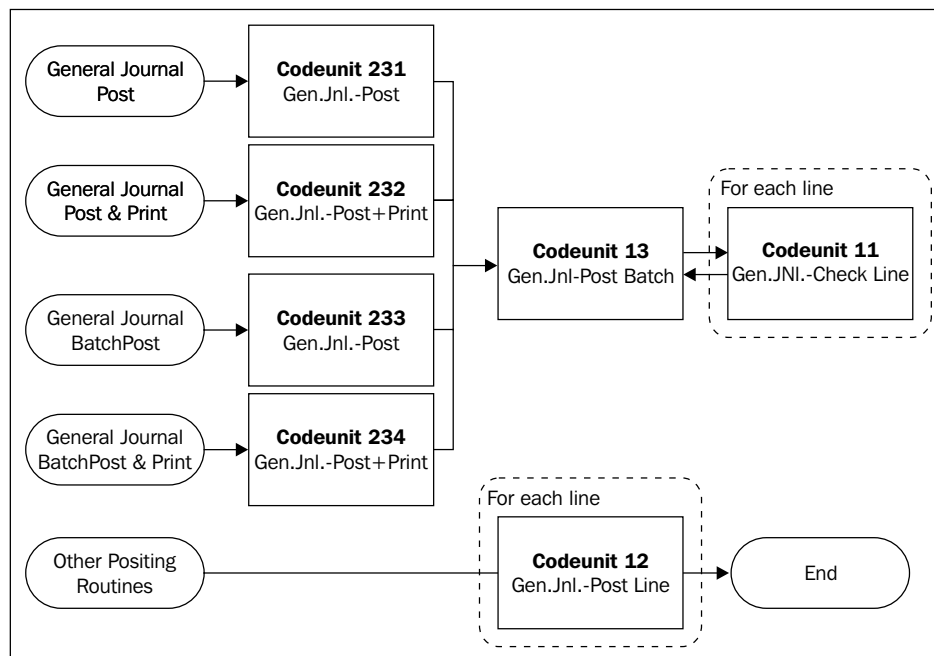 General Journal
Post
Codeunit 231
Gen.Jnl.-Post
General Journal
Post & Print
Codeunit 232
Gen.Jnl.-Post+Print
General Journal
BatchPost
Codeunit 233
Gen.Jnl.-Post
General Journal
BatchPost & Print
Codeunit 234
Gen.Jnl.-Post+Print
Codeunit 13
Gen.Jnl-Post Batch
For each line
Codeunit 11
Gen.JNl.-Check Line
Other Positing
Routines
For each line
Codeunit 12
Gen.Jnl.-Post Line
End